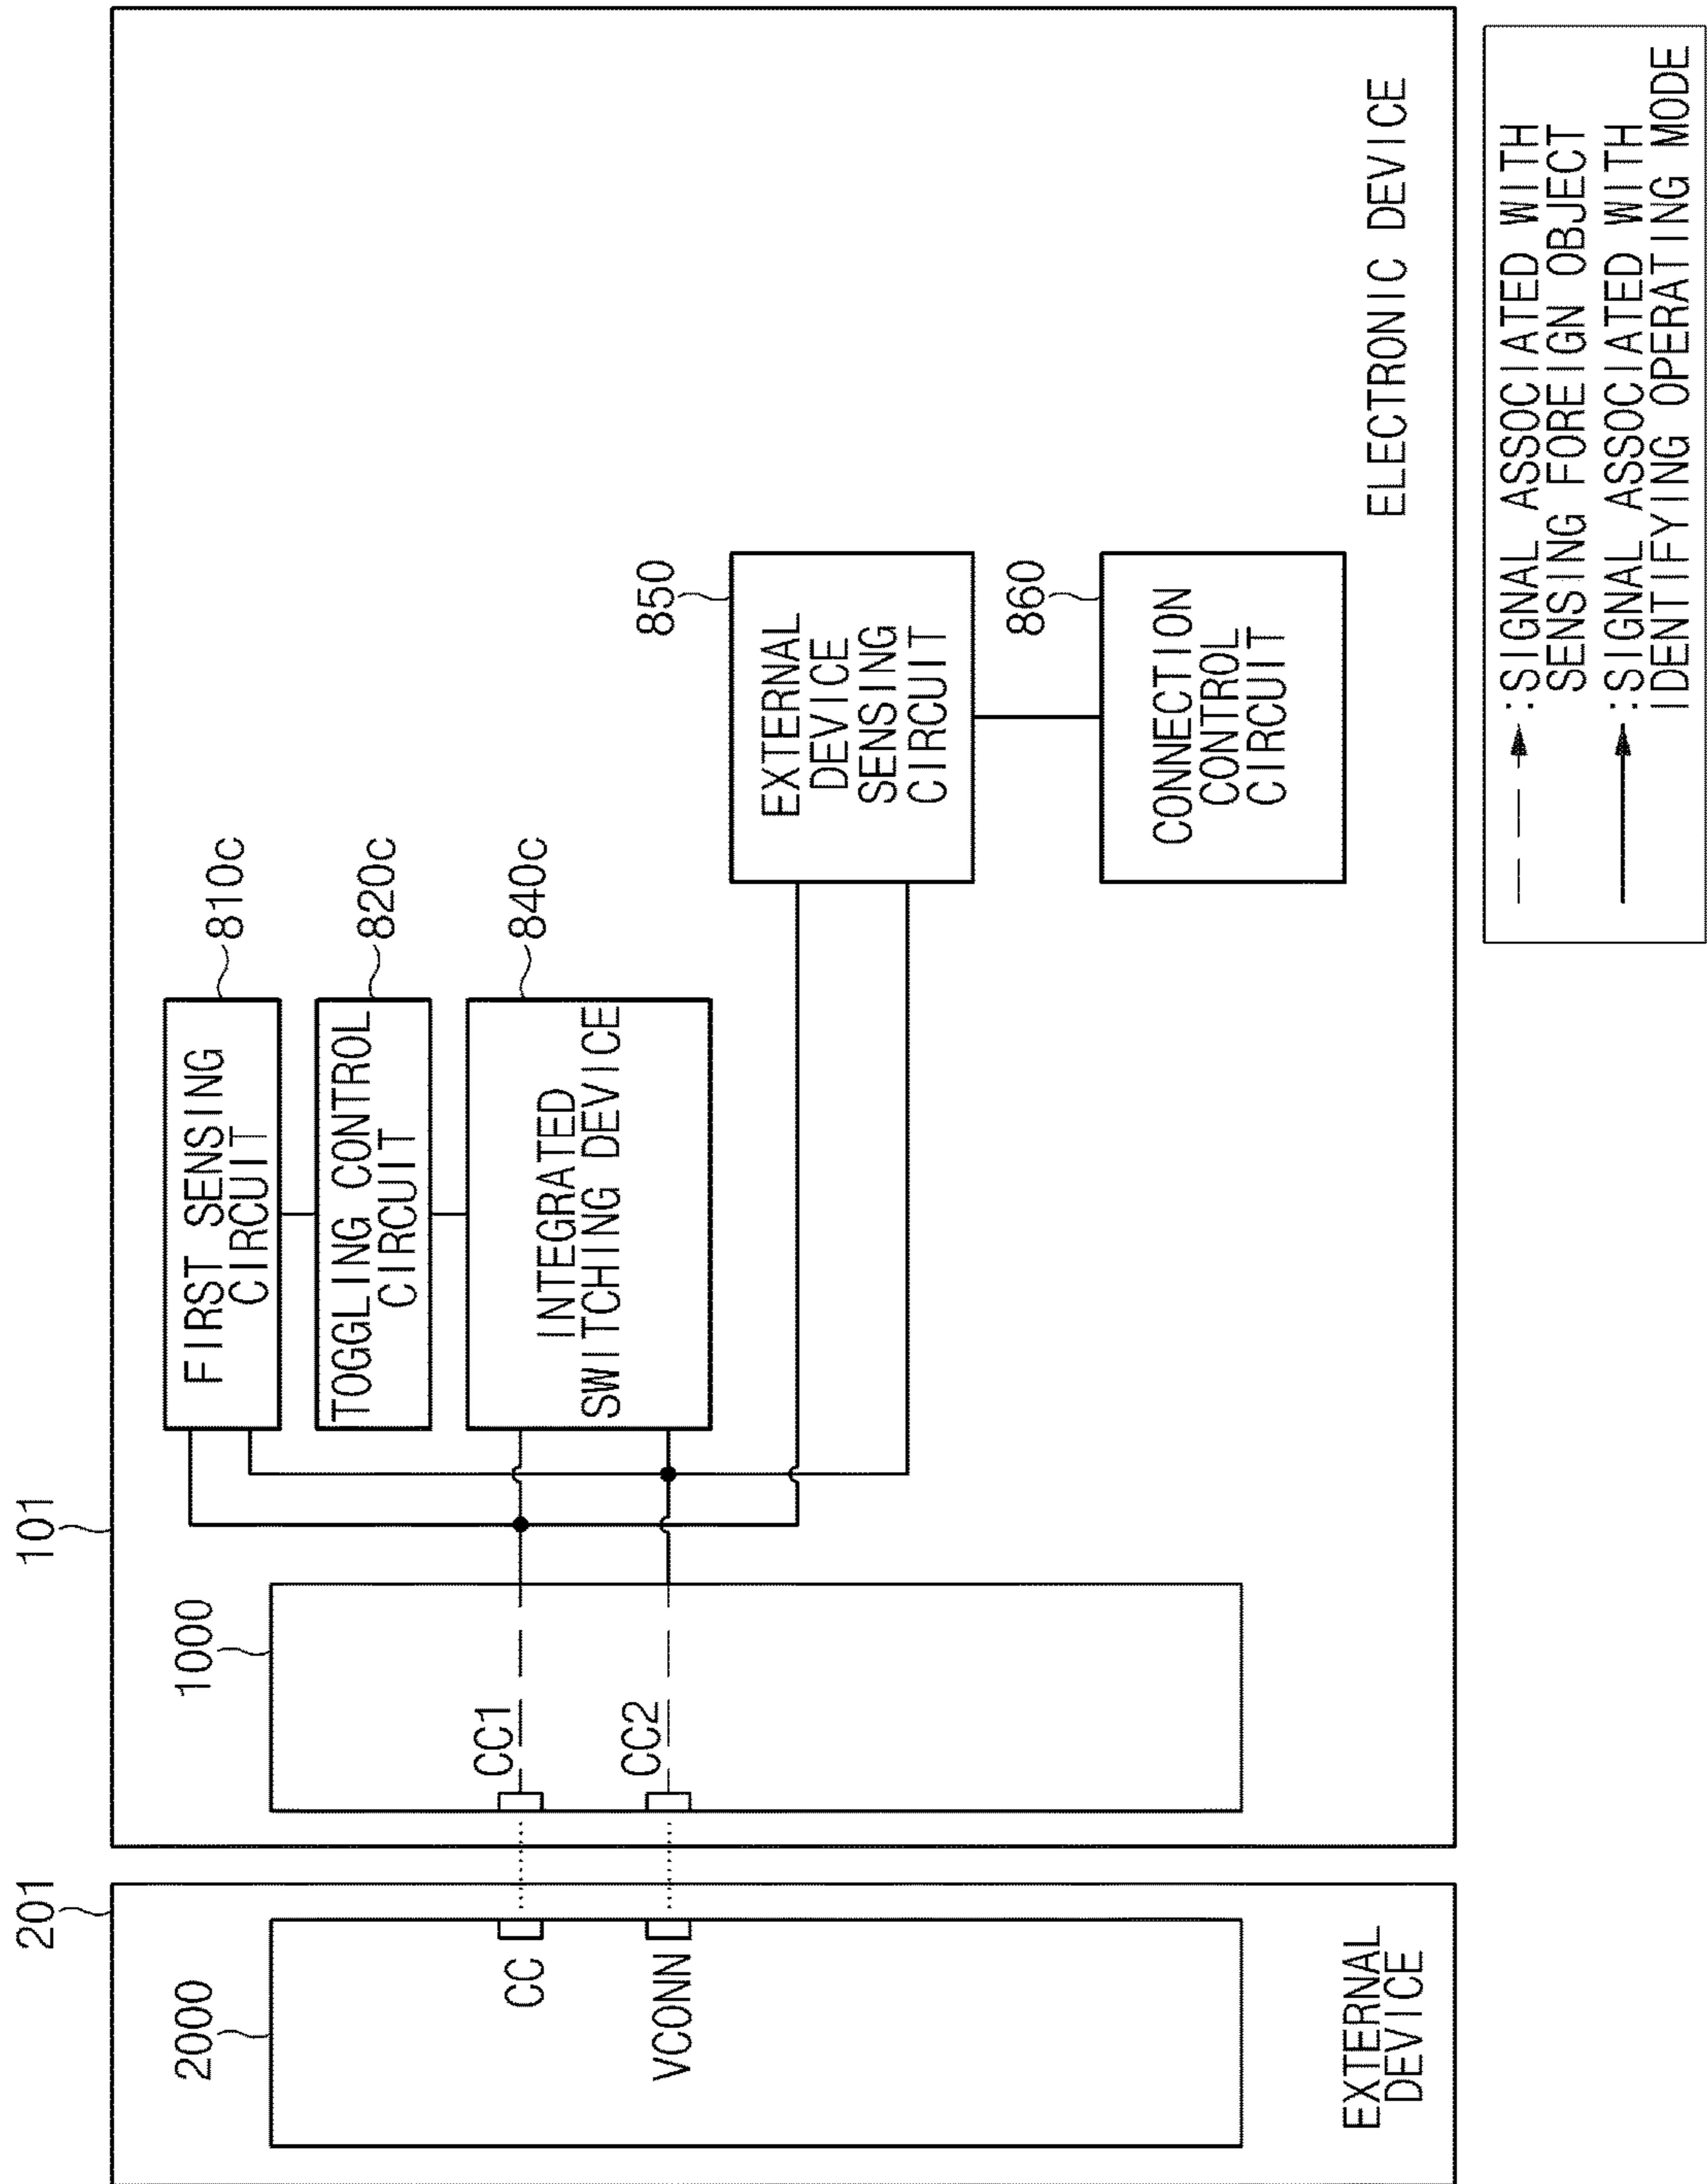 201
2000
CC
VCONN
EXTERNAL
DEVICE
101
1000
CC1
CC2
FIRST SENSING
CIRCUIT
810c
TOGGLING CONTROL
CIRCUIT
820c
INTEGRATED
SWITCHING DEVICE
840c
EXTERNAL
DEVICE
SENSING
CIRCUIT
850
CONNECTION
CONTROL
CIRCUIT
860
ELECTRONIC DEVICE
:SIGNAL ASSOCIATED WITH
SENSING FOREIGN OBJECT
:SIGNAL ASSOCIATED WITH
IDENTIFYING OPERATING MODE